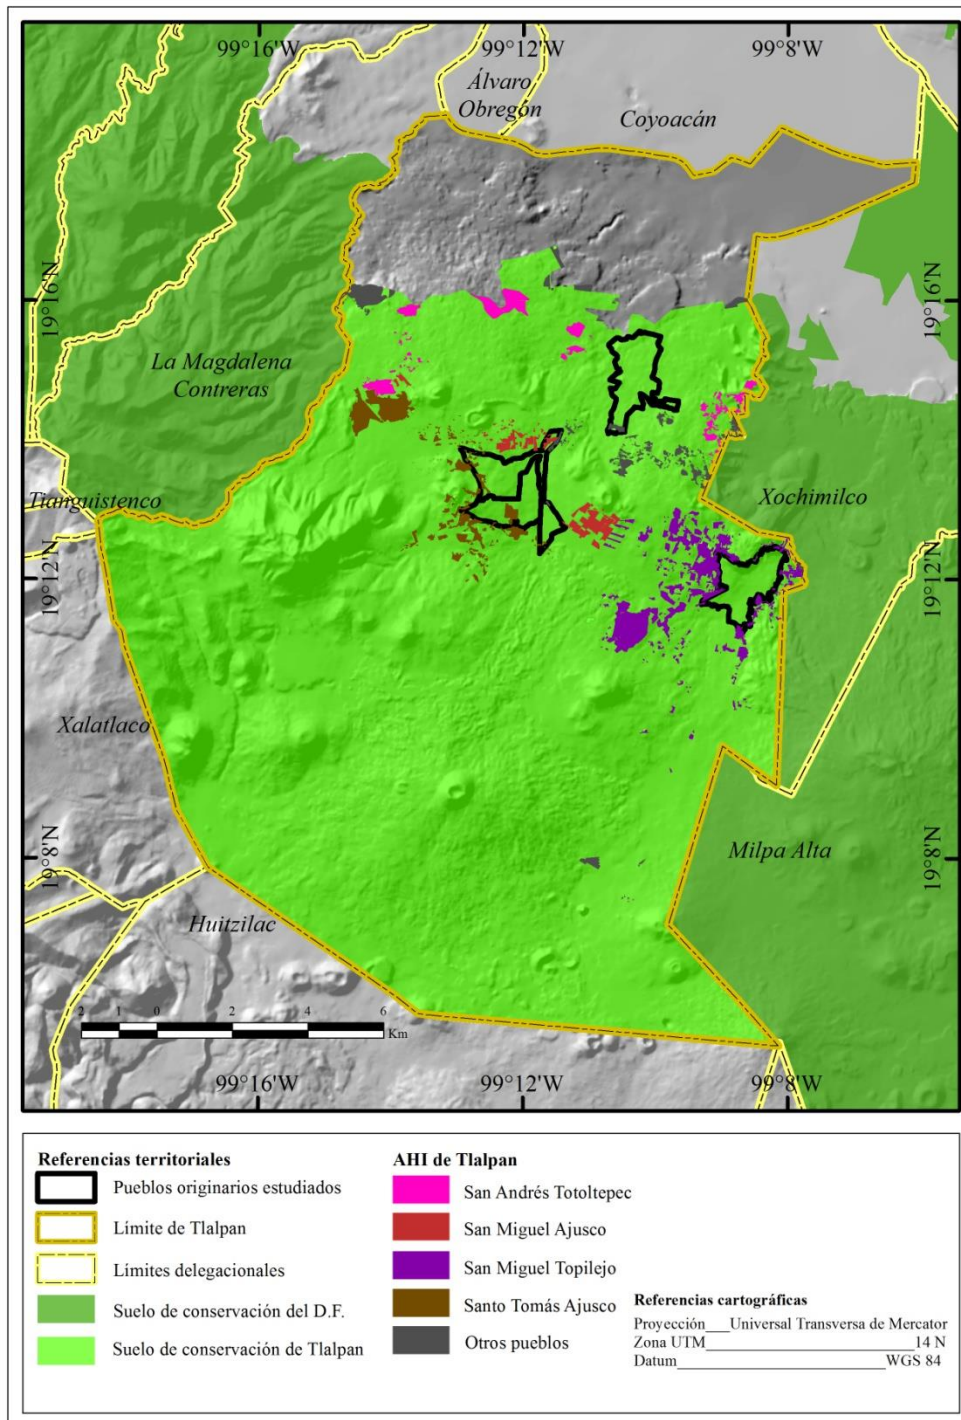 99°16'W
99°12'W
99°8'W
Álvaro
Obregón
Coyoacán
19°16'N
19°16'N
La Magdalena
Contreras
Tianguistenco
Xochimilco
19°12'N
19°12'N
Xalatlaco
Milpa Alta
19°8'N
19°8'N
Huitzilac
2 1 0 2 4 6
Km
99°16'W
99°12'W
99°8'W
Referencias territoriales
Pueblos originarios estudiados
Límite de Tlalpan
Límites delegacionales
Suelo de conservación del D.F.
Suelo de conservación de Tlalpan
AHI de Tlalpan
San Andrés Totoltepec
San Miguel Ajusco
San Miguel Topilejo
Santo Tomás Ajusco
Otros pueblos
Referencias cartográficas
Proyección___Universal Transversa de Mercator
Zona UTM______________________________14 N
Datum______________________________WGS 84